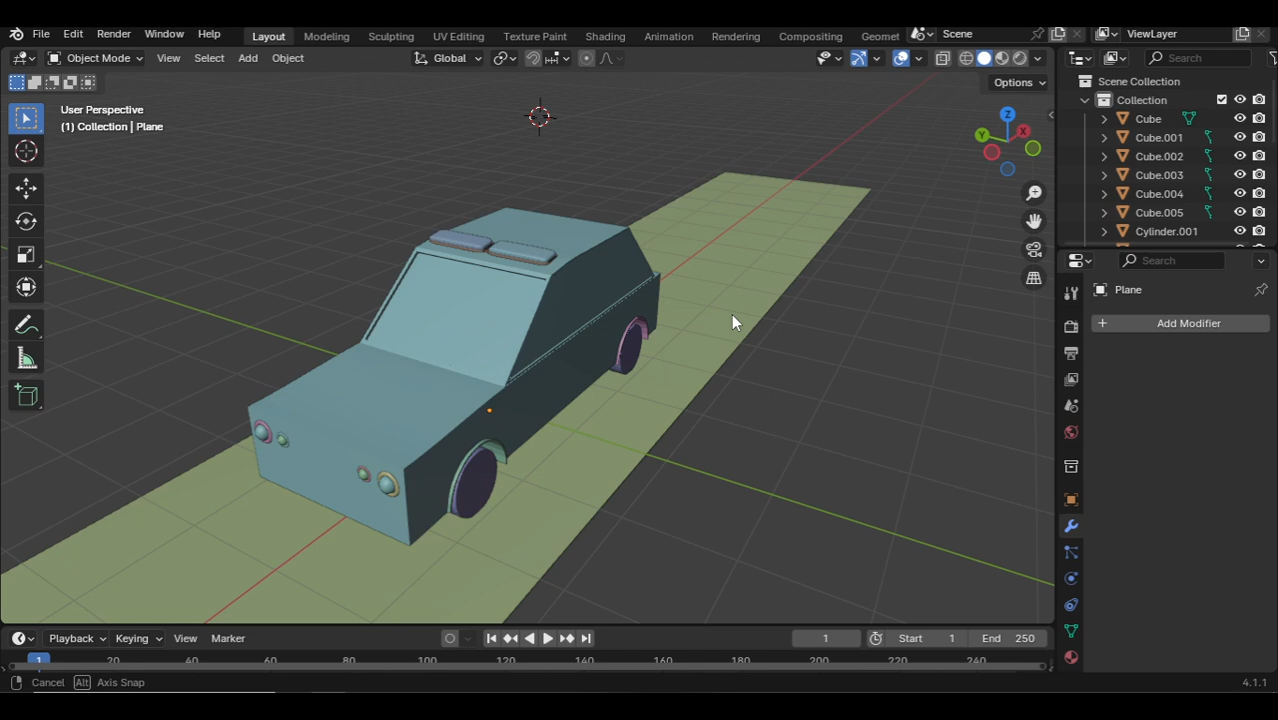 File Edit Render Window Help Layout Modeling Sculpting UV Editing Texture Paint Shading Animation Rendering Compositing Geomet Scene ViewLayer
Object Mode View Select Add Object Global Search
Options
User Perspective
(1) Collection | Plane
Z
Y
X
Scene Collection
Collection
Cube
Cube.001
Cube.002
Cube.003
Cube.004
Cube.005
Cylinder.001
Search
Plane
+ Add Modifier
Playback Keying View Marker 1 Start 1 End 250
1 20 40 60 80 100 120 140 160 180 200 220 240
Cancel Alt Axis Snap 4.1.1